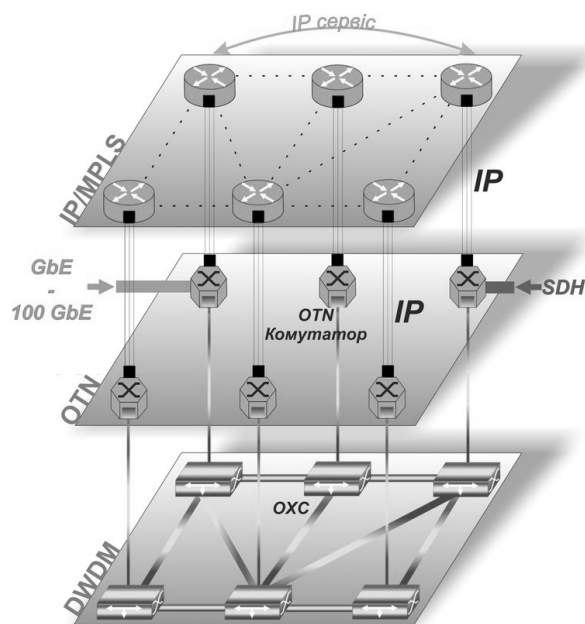 IP сервіс
IP/MPLS
IP
GbE
-
100 GbE
SDH
OTN
Комутатор
IP
OTN
OXC
DWDM